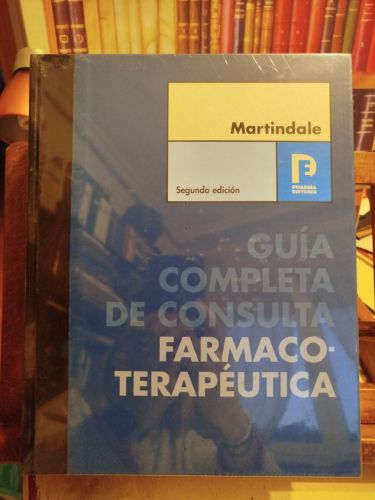 Martindale
Segunda edición
PHARMA
EDITORES
GUÍA
COMPLETA
DE CONSULTA
FARMACO-
TERAPÉUTICA